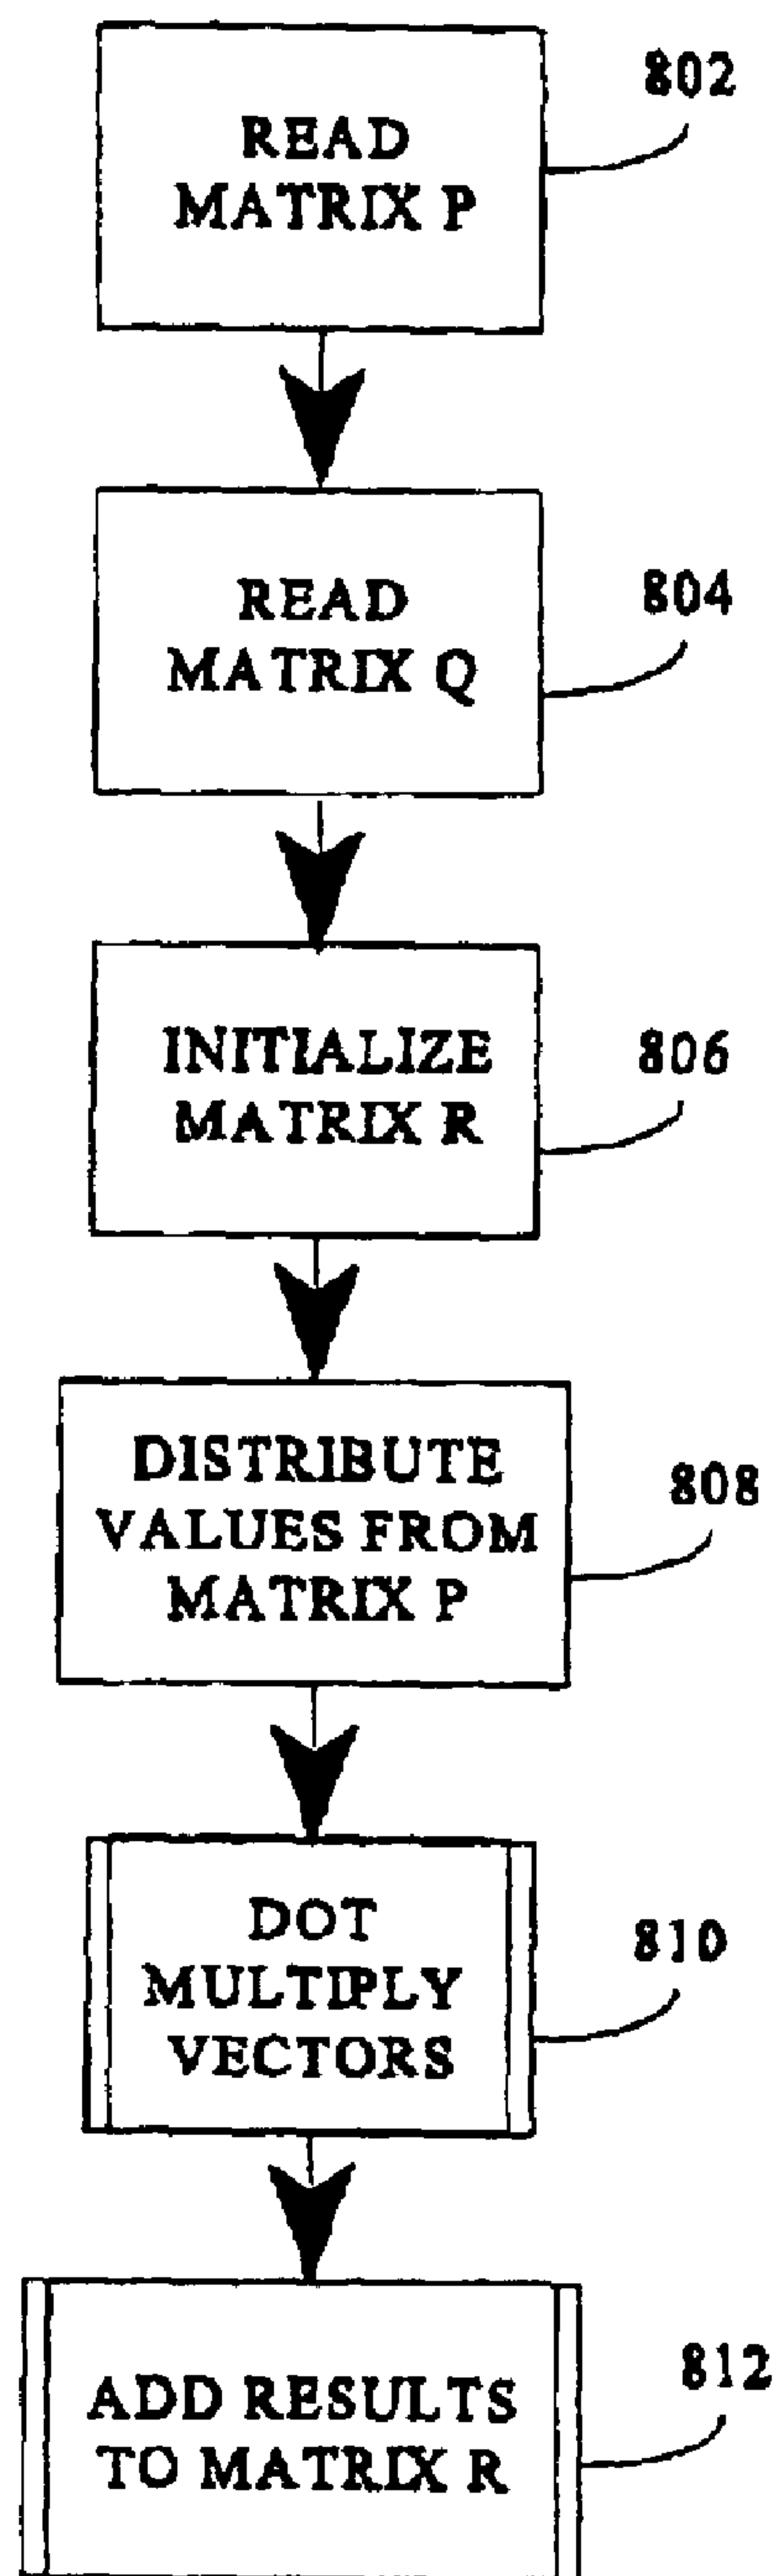 READ
MATRIX P
802
READ
MATRIX Q
804
INITIALIZE
MATRIX R
806
DISTRIBUTE
VALUES FROM
MATRIX P
808
DOT
MULTIPLY
VECTORS
810
ADD RESULTS
TO MATRIX R
812